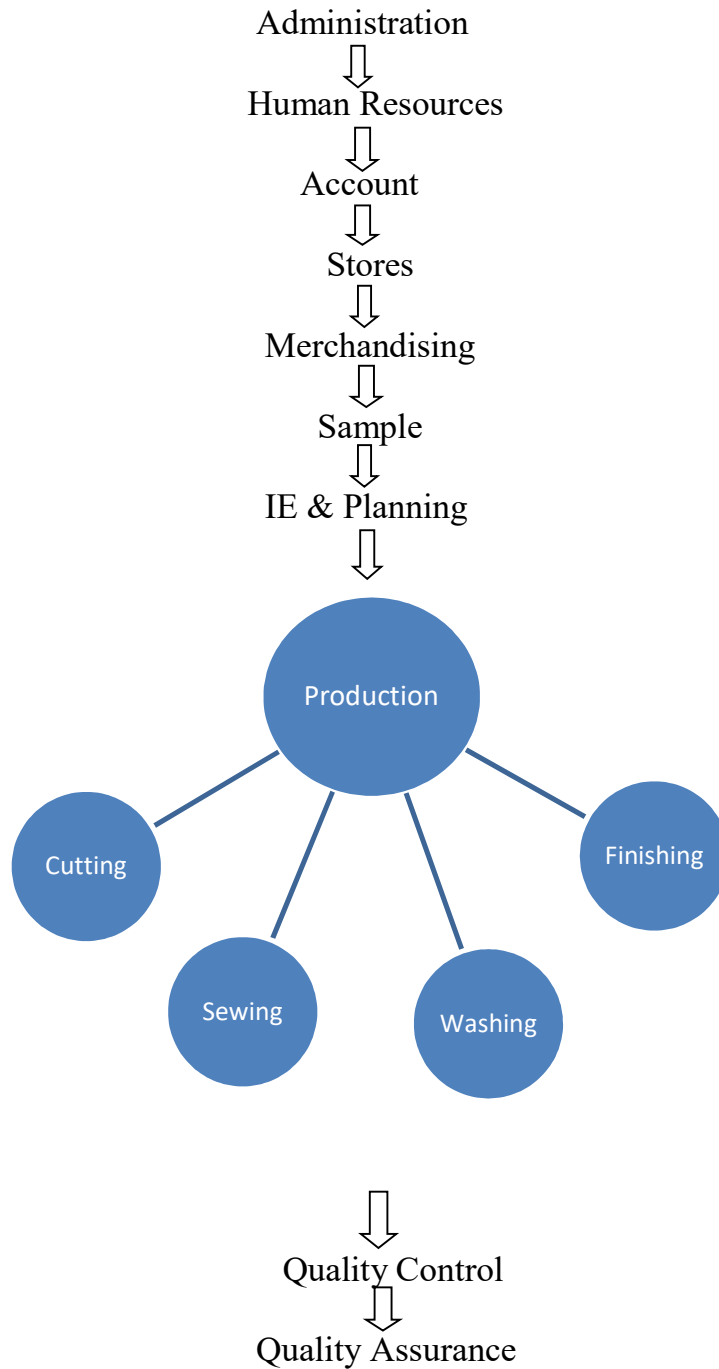 Administration
Human Resources
Account
Stores
Merchandising
Sample
IE & Planning
Production
Cutting
Finishing
Sewing
Washing
Quality Control
Quality Assurance